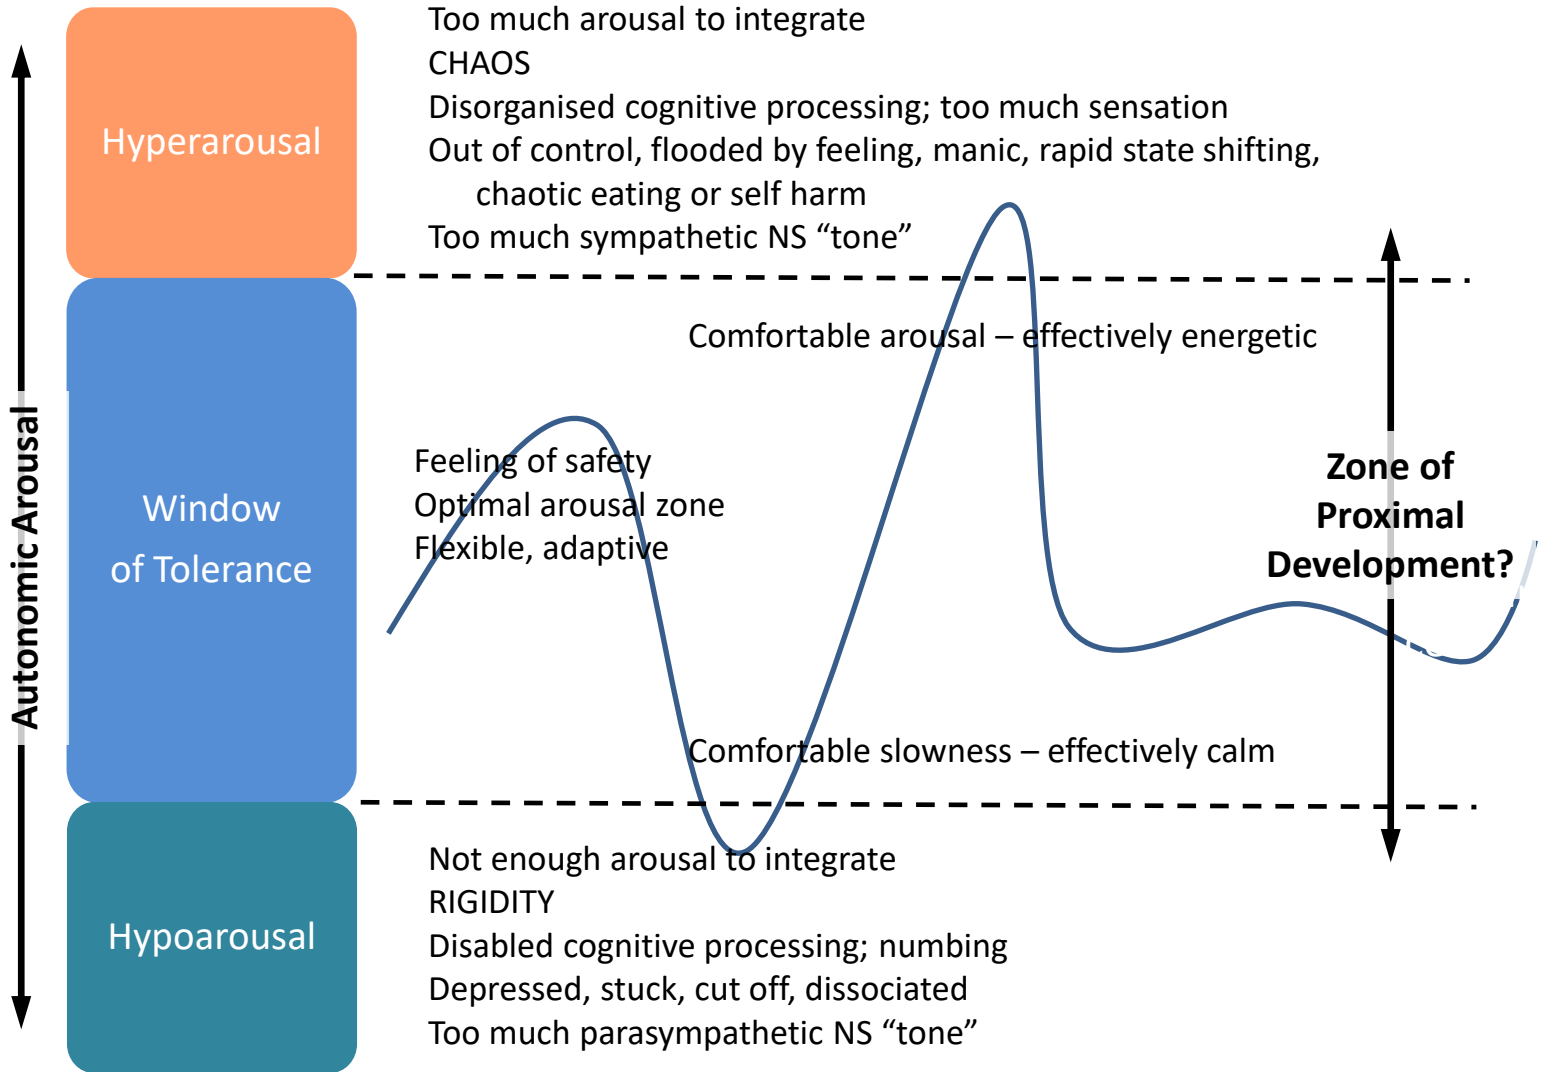 Too much arousal to integrate
CHAOS
Disorganised cognitive processing; too much sensation
Out of control, flooded by feeling, manic, rapid state shifting,
chaotic eating or self harm
Too much sympathetic NS “tone”
Hyperarousal
Comfortable arousal – effectively energetic
Autonomic Arousal
Window
of Tolerance
Feeling of safety
Optimal arousal zone
Flexible, adaptive
Zone of
Proximal
Development?
Comfortable slowness – effectively calm
Hypoarousal
Not enough arousal to integrate
RIGIDITY
Disabled cognitive processing; numbing
Depressed, stuck, cut off, dissociated
Too much parasympathetic NS “tone”